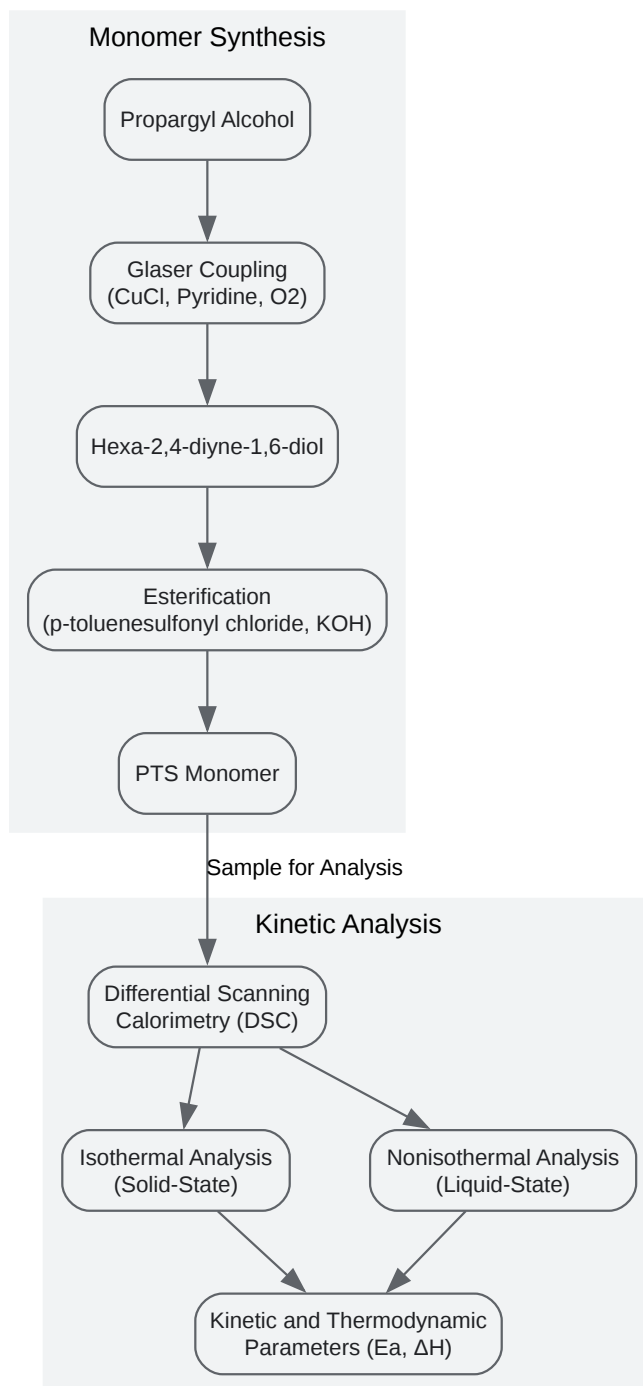 Monomer Synthesis
Propargyl Alcohol
Glaser Coupling
(CuCl, Pyridine, O2)
Hexa-2,4-diyne-1,6-diol
Esterification
(p-toluenesulfonyl chloride, KOH)
PTS Monomer
Sample for Analysis
Kinetic Analysis
Differential Scanning
Calorimetry (DSC)
Isothermal Analysis
(Solid-State)
Nonisothermal Analysis
(Liquid-State)
Kinetic and Thermodynamic
Parameters (Ea, ΔH)